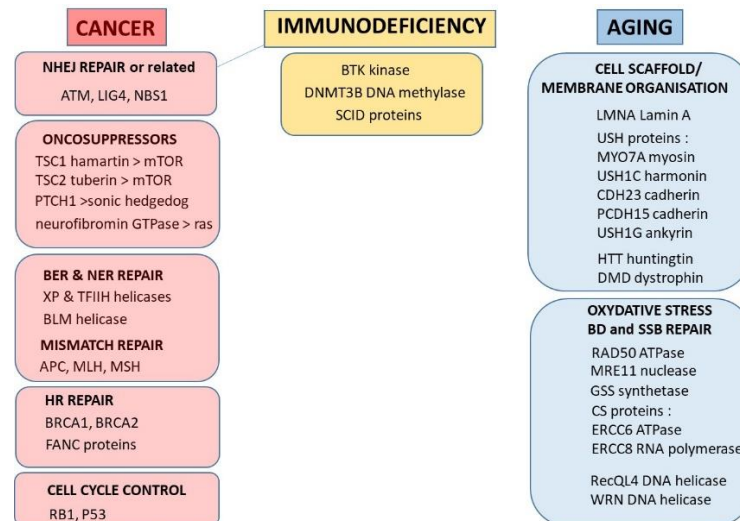 CANCER
NHEJ REPAIR or related
ATM, LIG4, NBS1
ONCOSUPPRESSORS
TSC1 hamartin > mTOR
TSC2 tuberin > mTOR
PTCH1 >sonic hedgedog
neurofibromin GTPase > ras
BER & NER REPAIR
XP & TFIIH helicases
BLM helicase
MISMATCH REPAIR
APC, MLH, MSH
HR REPAIR
BRCA1, BRCA2
FANC proteins
CELL CYCLE CONTROL
RB1, P53
IMMUNODEFICIENCY
BTK kinase
DNMT3B DNA methylase
SCID proteins
AGING
CELL SCAFFOLD/
MEMBRANE ORGANISATION
LMNA Lamin A
USH proteins :
MYO7A myosin
USH1C harmonin
CDH23 cadherin
PCDH15 cadherin
USH1G ankyrin
HTT huntingtin
DMD dystrophin
OXYDATIVE STRESS
BD and SSB REPAIR
RAD50 ATPase
MRE11 nuclease
GSS synthetase
CS proteins :
ERCC6 ATPase
ERCC8 RNA polymerase
RecQL4 DNA helicase
WRN DNA helicase